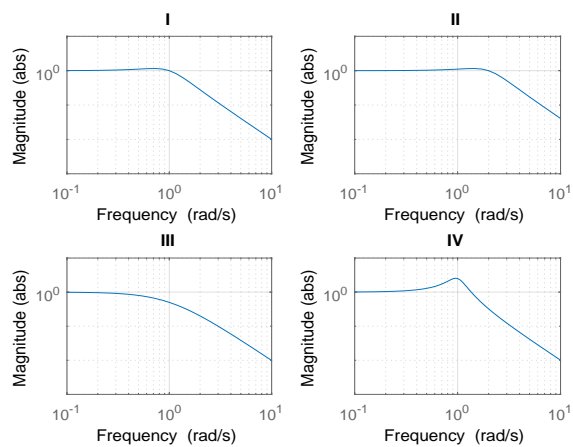 I
Magnitude (abs)
10^0
10^-1
10^0
10^1
Frequency (rad/s)
II
Magnitude (abs)
10^0
10^-1
10^0
10^1
Frequency (rad/s)
III
Magnitude (abs)
10^0
10^-1
10^0
10^1
Frequency (rad/s)
IV
Magnitude (abs)
10^0
10^-1
10^0
10^1
Frequency (rad/s)